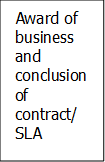 Award of
business
and
conclusion
of
contract/
SLA